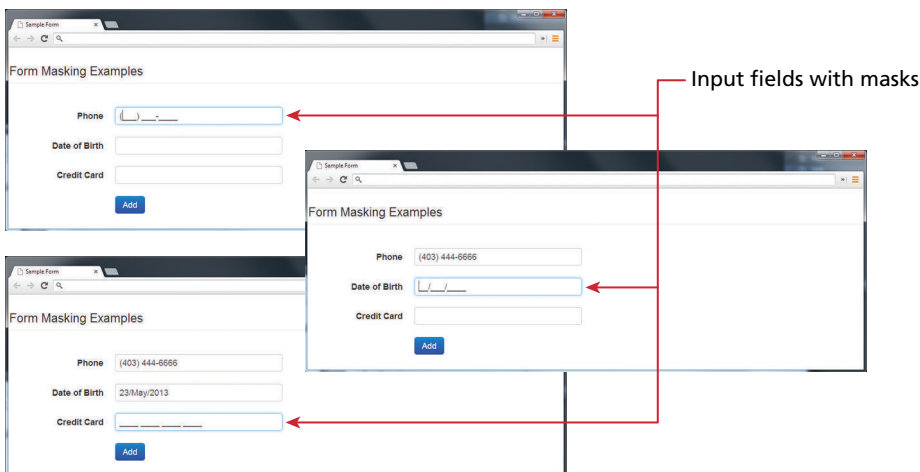 Sample Form
Form Masking Examples
Phone (___) ___-____
Date of Birth
Credit Card
Add
Input fields with masks
Sample Form
Form Masking Examples
Phone (403) 444-6666
Date of Birth __/___/____
Credit Card
Add
Sample Form
Form Masking Examples
Phone (403) 444-6666
Date of Birth 23/May/2013
Credit Card ____ ____ ____ ____
Add